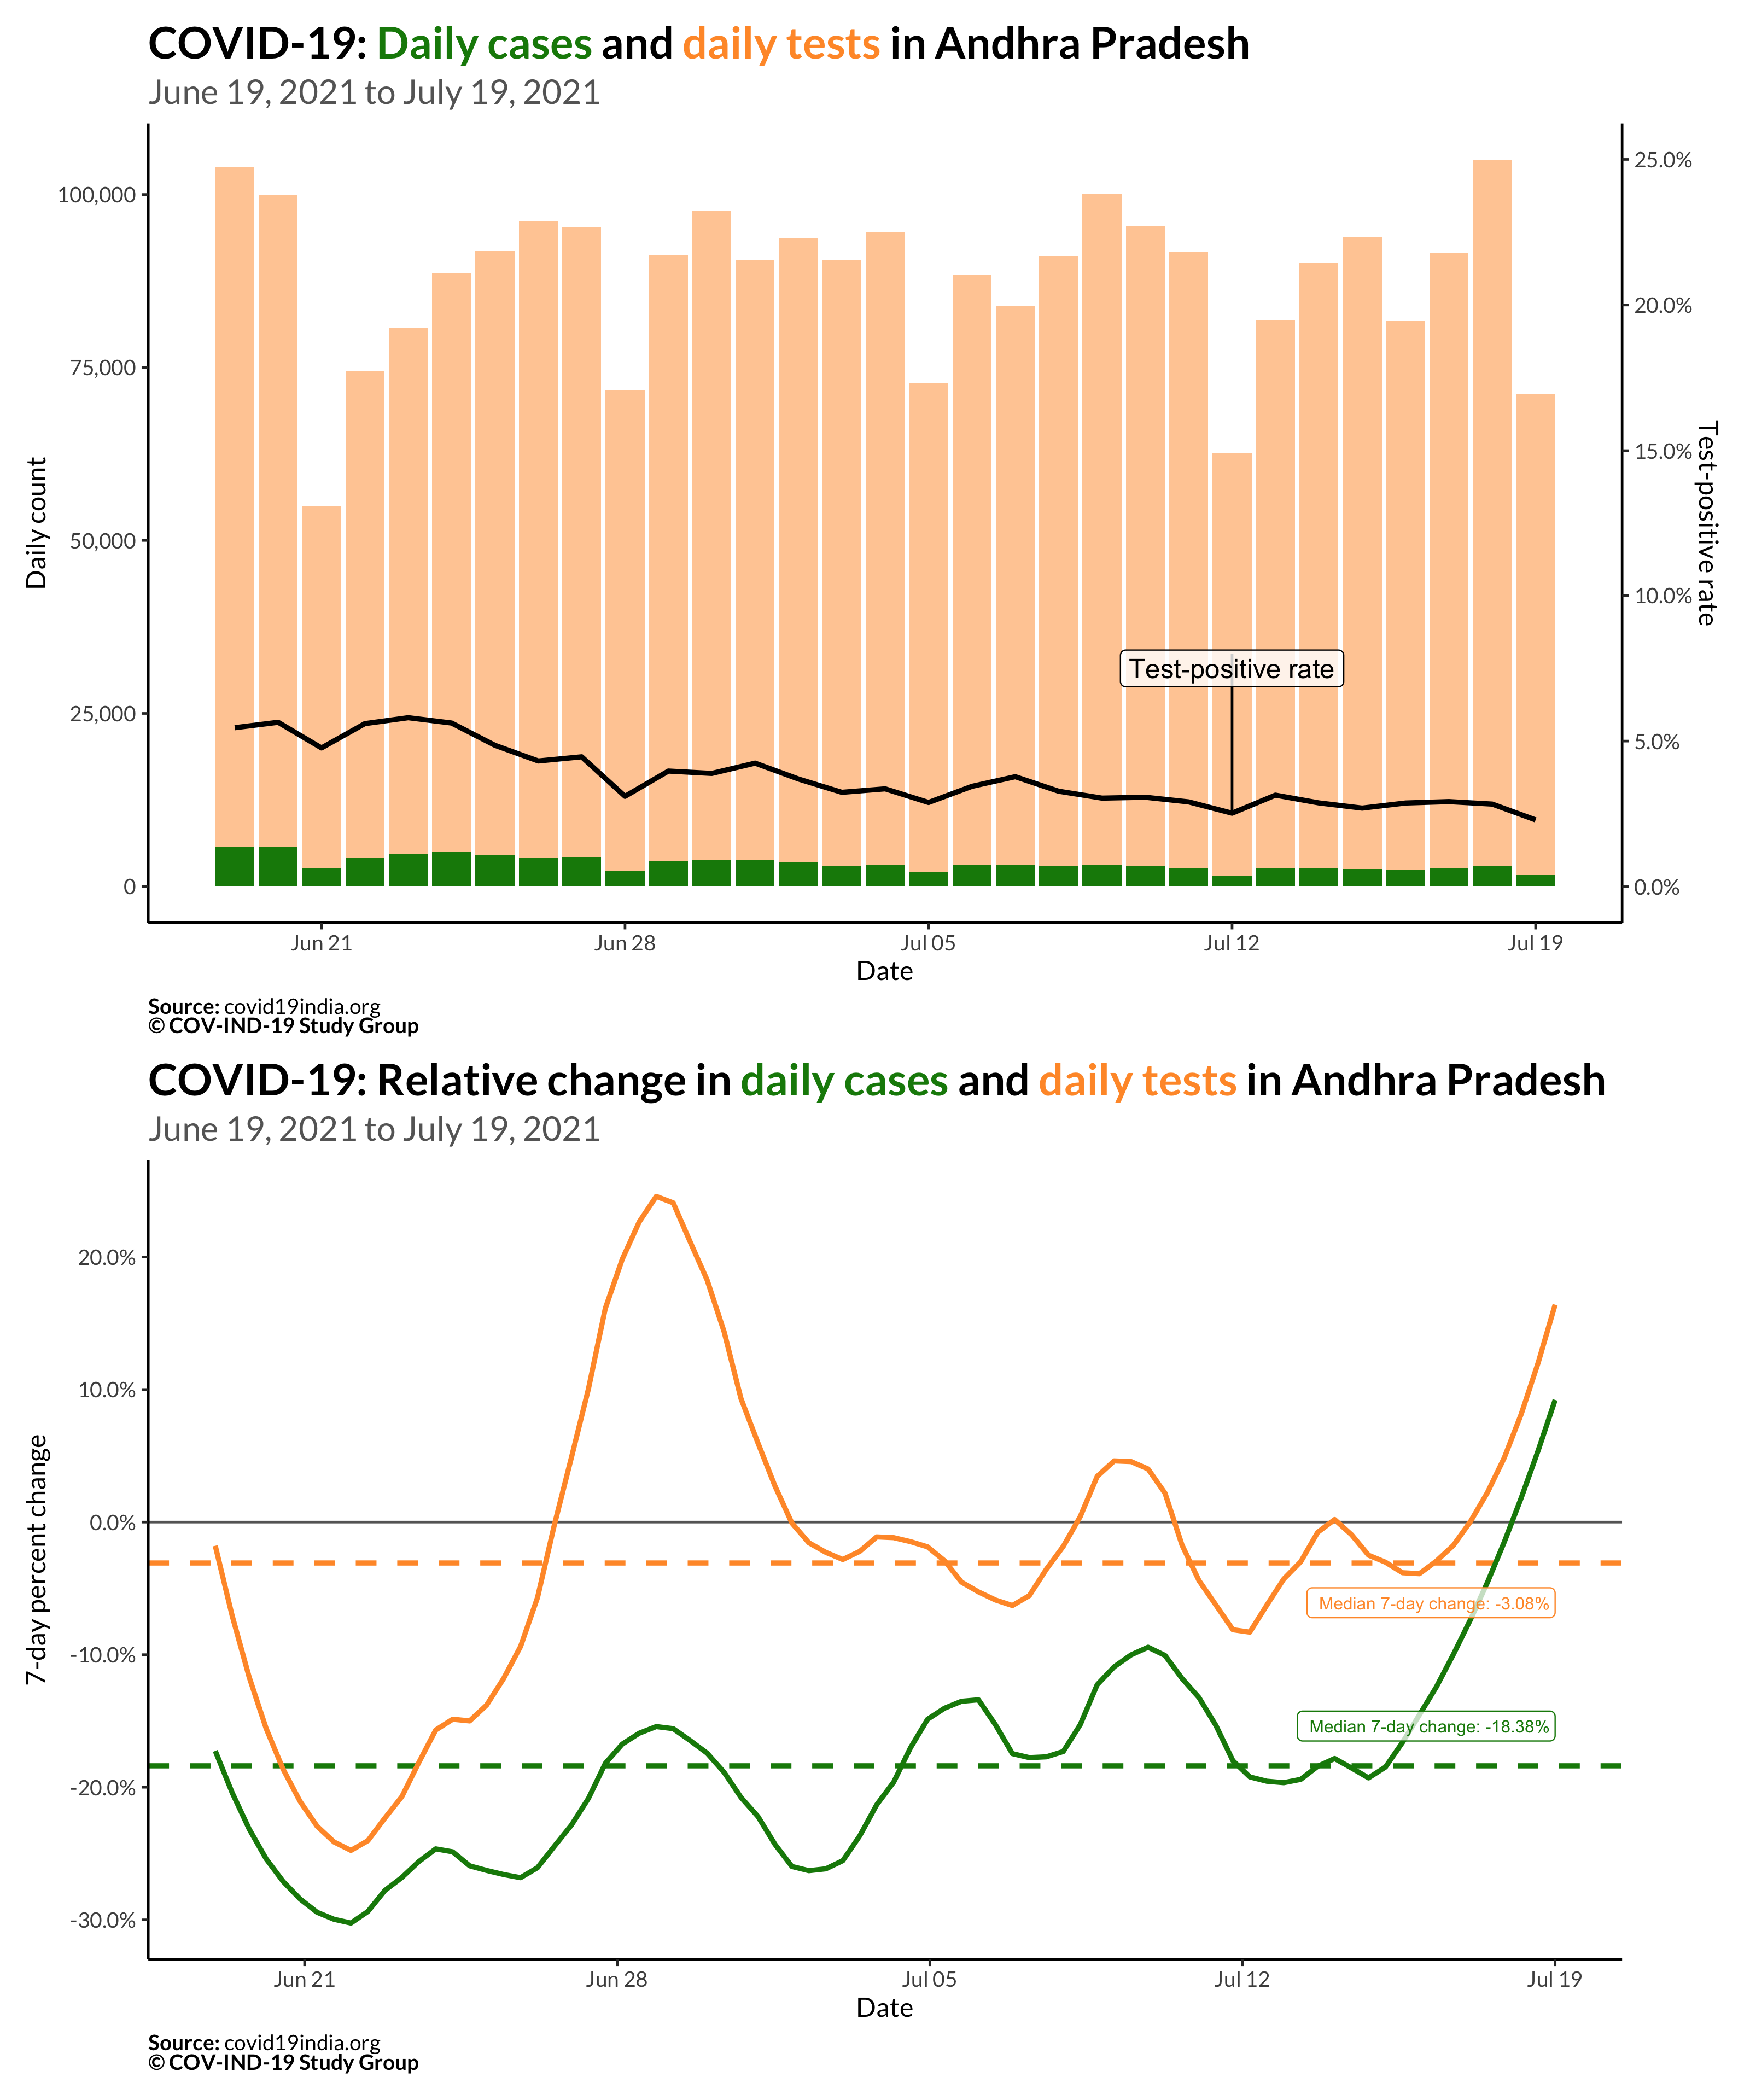 COVID-19: Daily cases and daily tests in Andhra Pradesh
June 19, 2021 to July 19, 2021
100,000
75,000
50,000
25,000
0
Daily count
25.0%
20.0%
15.0%
10.0%
5.0%
0.0%
Test-positive rate
Test-positive rate
Jun 21
Jun 28
Jul 05
Jul 12
Jul 19
Date
Source: covid19india.org
© COV-IND-19 Study Group
COVID-19: Relative change in daily cases and daily tests in Andhra Pradesh
June 19, 2021 to July 19, 2021
20.0%
10.0%
0.0%
-10.0%
-20.0%
-30.0%
7-day percent change
Median 7-day change: -3.08%
Median 7-day change: -18.38%
Jun 21
Jun 28
Jul 05
Jul 12
Jul 19
Date
Source: covid19india.org
© COV-IND-19 Study Group